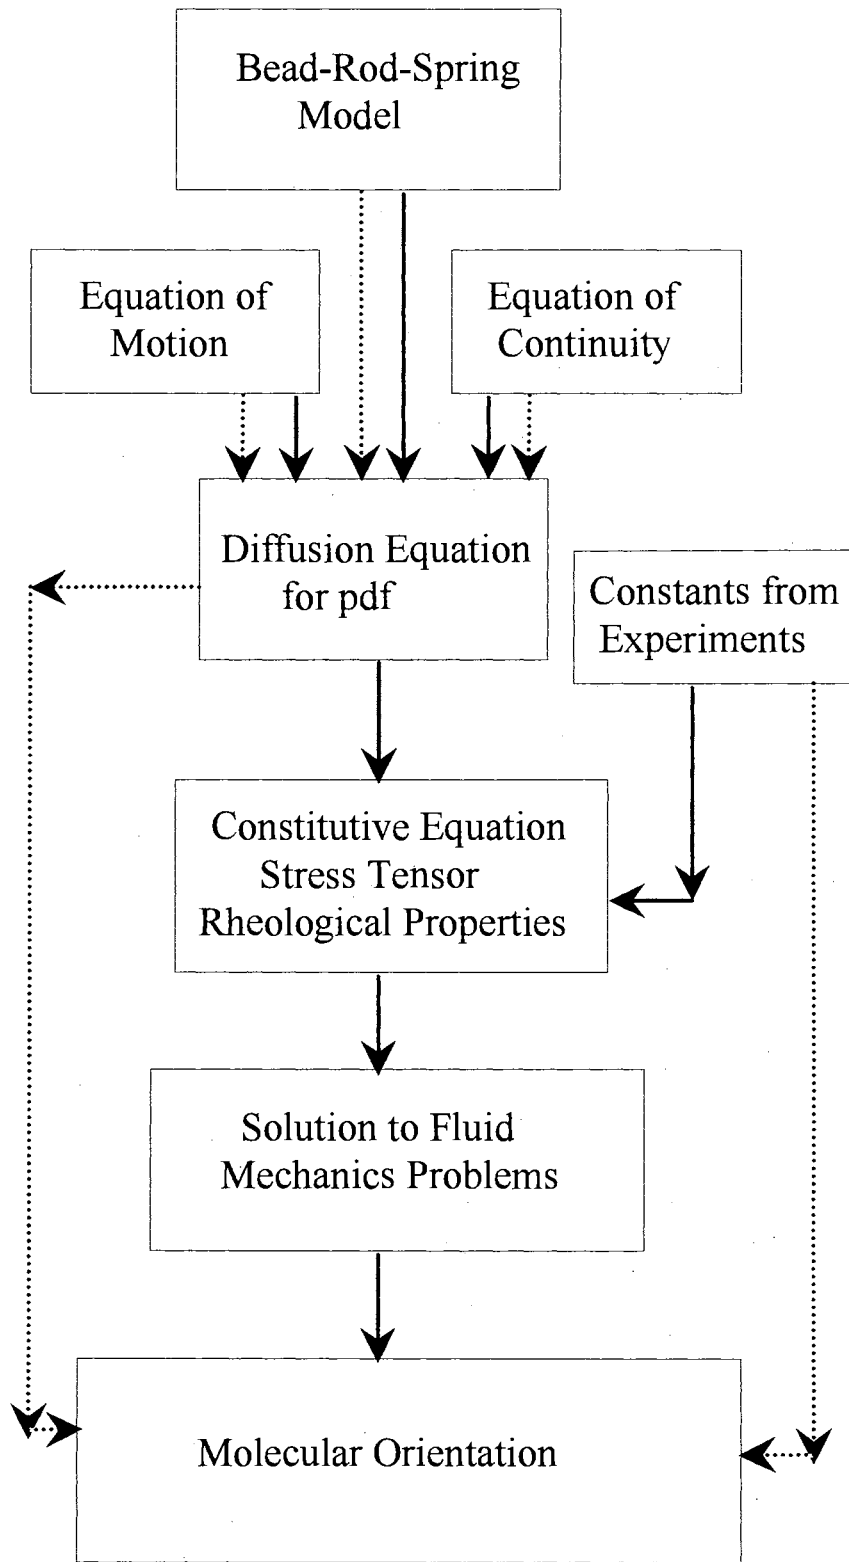 Bead-Rod-Spring
Model
Equation of
Motion
Equation of
Continuity
Diffusion Equation
for pdf
Constants from
Experiments
Constitutive Equation
Stress Tensor
Rheological Properties
Solution to Fluid
Mechanics Problems
Molecular Orientation